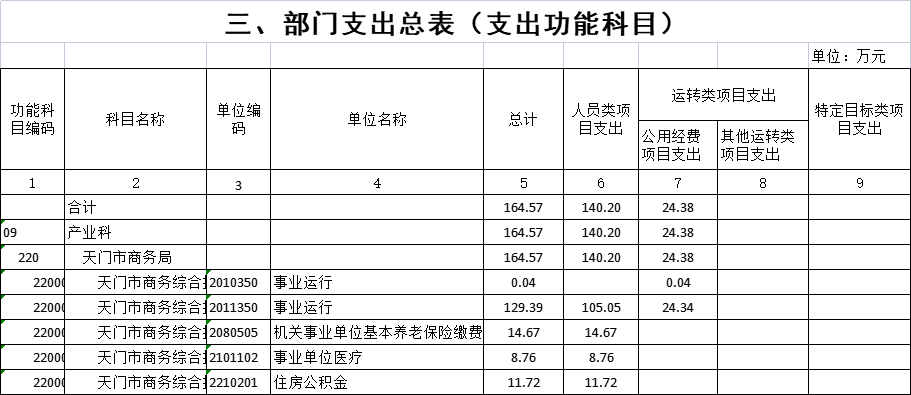 三、部门支出总表（支出功能科目）
单位：万元
功能科目编码 科目名称 单位编码 单位名称 总计 人员类项目支出 运转类项目支出 特定目标类项目支出
公用经费项目支出 其他运转类项目支出
1 2 3 4 5 6 7 8 9
合计 164.57 140.20 24.38
09 产业科 164.57 140.20 24.38
220 天门市商务局 164.57 140.20 24.38
22000 天门市商务综合 2010350 事业运行 0.04 0.04
22000 天门市商务综合 2011350 事业运行 129.39 105.05 24.34
22000 天门市商务综合 2080505 机关事业单位基本养老保险缴费 14.67 14.67
22000 天门市商务综合 2101102 事业单位医疗 8.76 8.76
22000 天门市商务综合 2210201 住房公积金 11.72 11.72